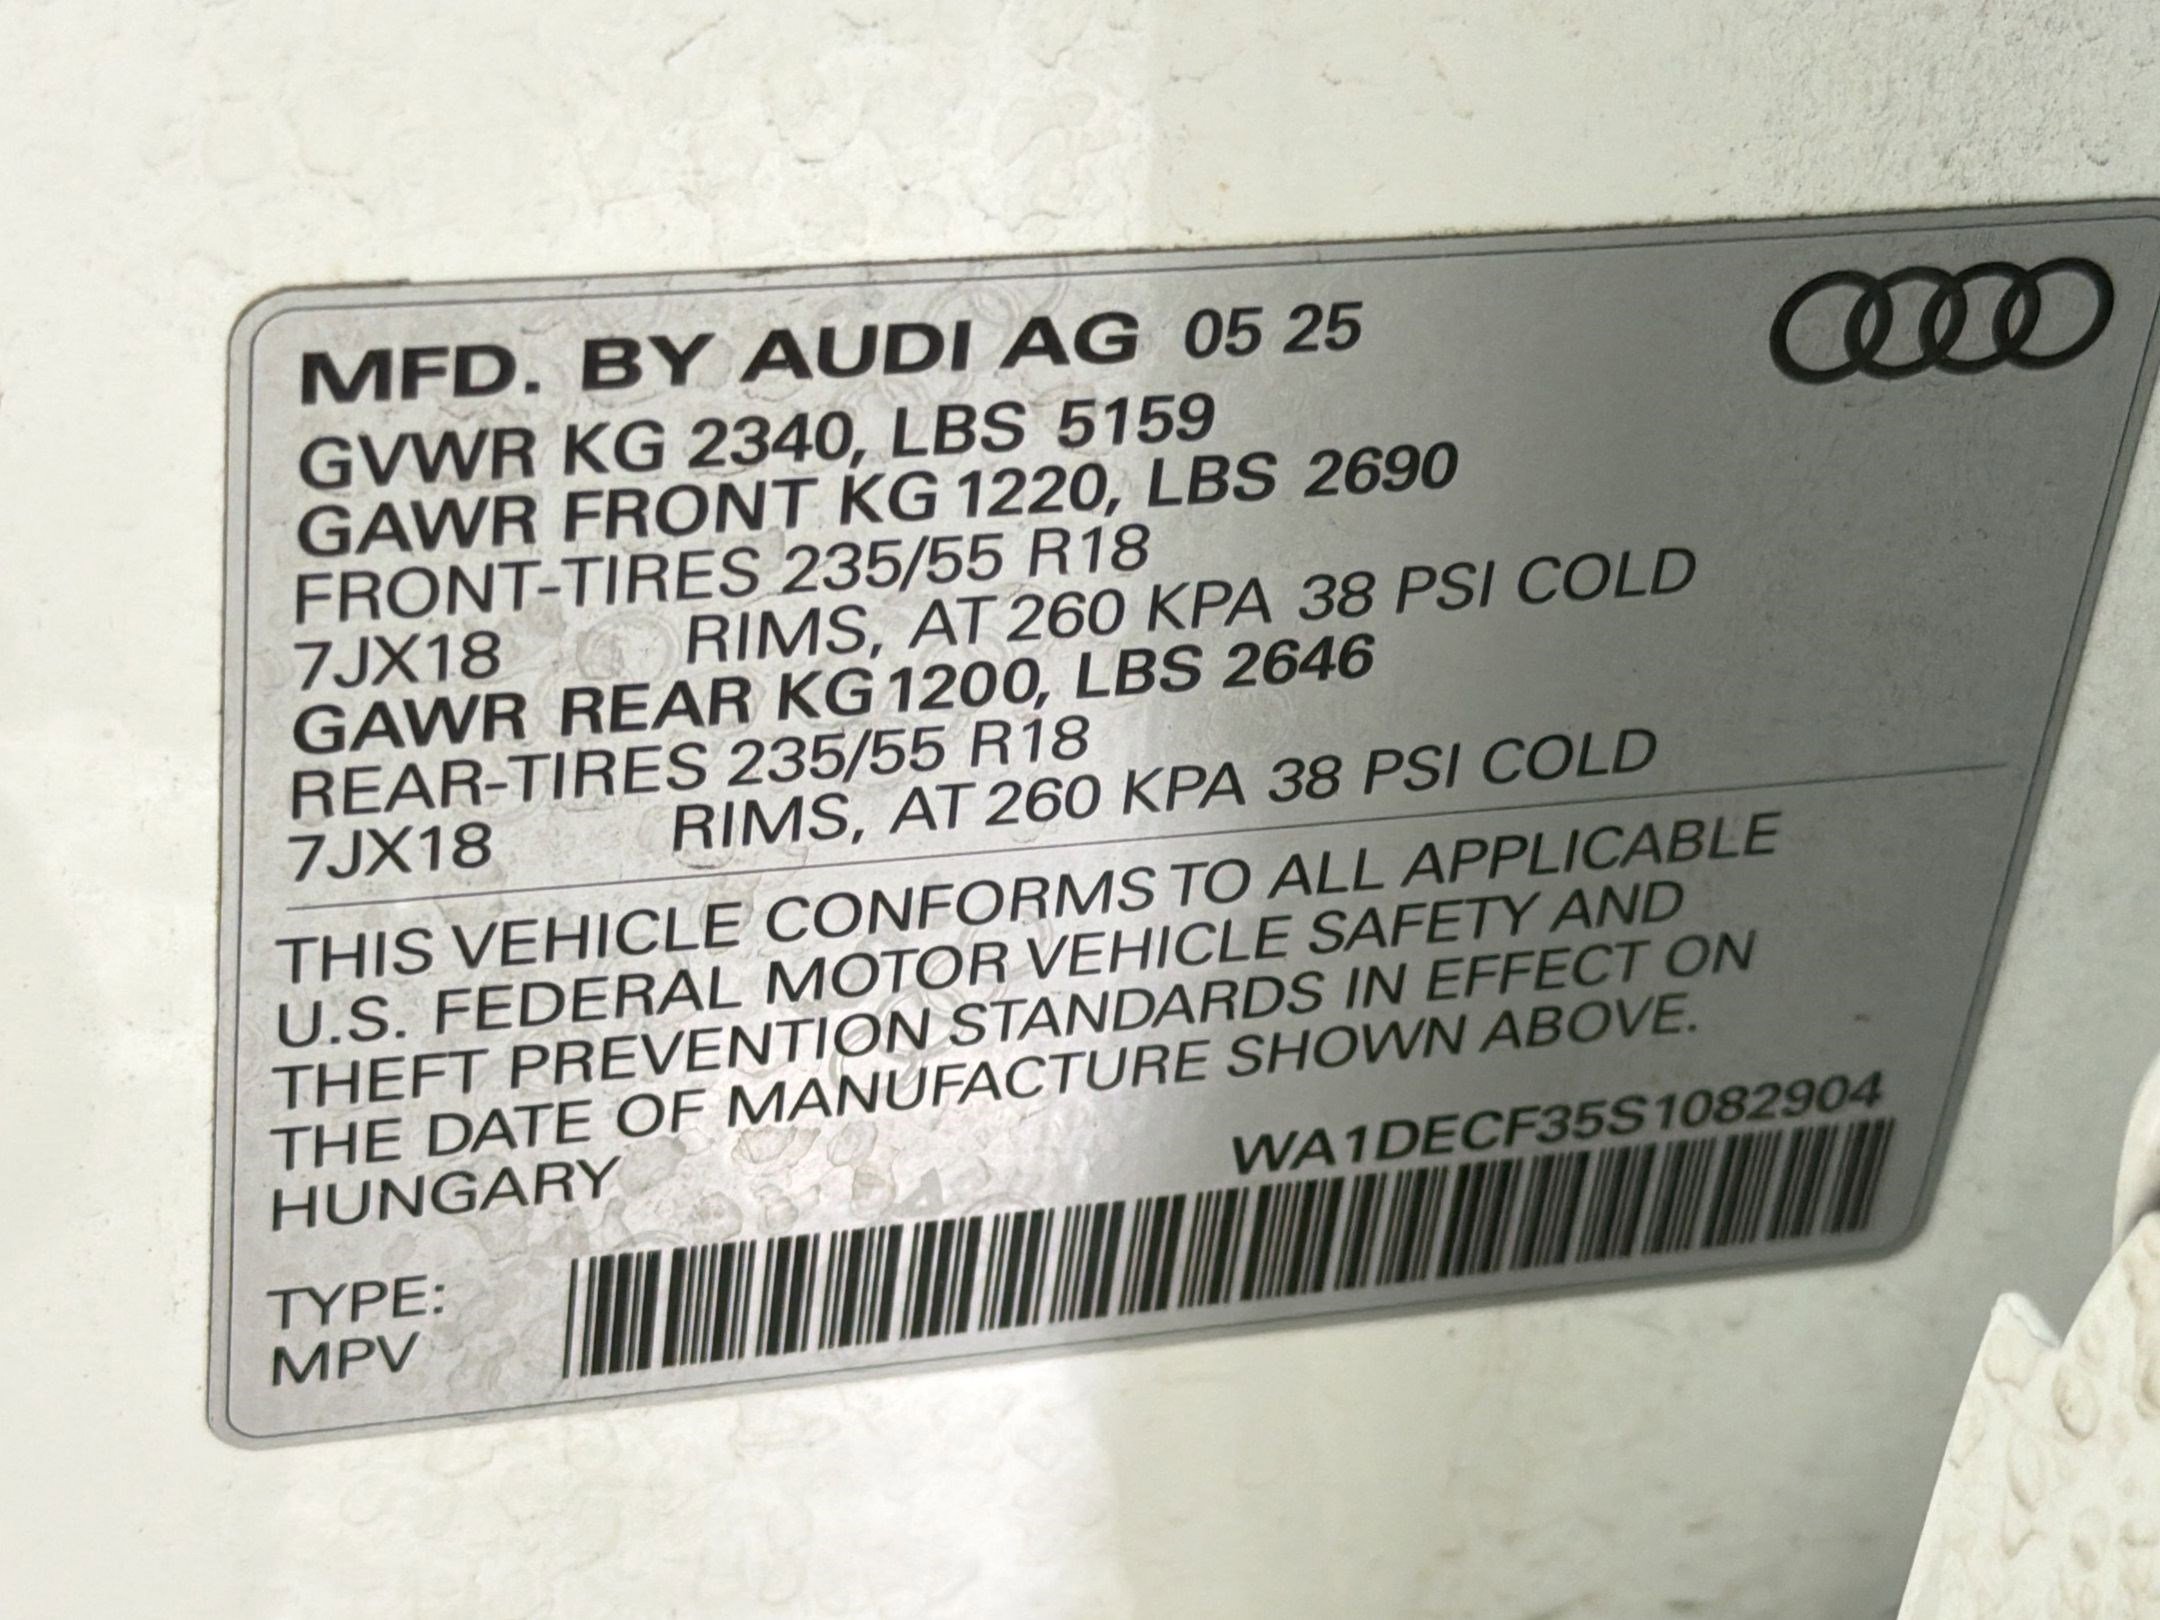 MFD. BY AUDI AG 05 25
GVWR KG 2340, LBS 5159
GAWR FRONT KG 1220, LBS 2690
FRONT-TIRES 235/55 R18
7JX18 RIMS, AT 260 KPA 38 PSI COLD
GAWR REAR KG 1200, LBS 2646
REAR-TIRES 235/55 R18
7JX18 RIMS, AT 260 KPA 38 PSI COLD
THIS VEHICLE CONFORMS TO ALL APPLICABLE
U.S. FEDERAL MOTOR VEHICLE SAFETY AND
THEFT PREVENTION STANDARDS IN EFFECT ON
THE DATE OF MANUFACTURE SHOWN ABOVE.
HUNGARY
WA1DECF35S1082904
TYPE:
MPV